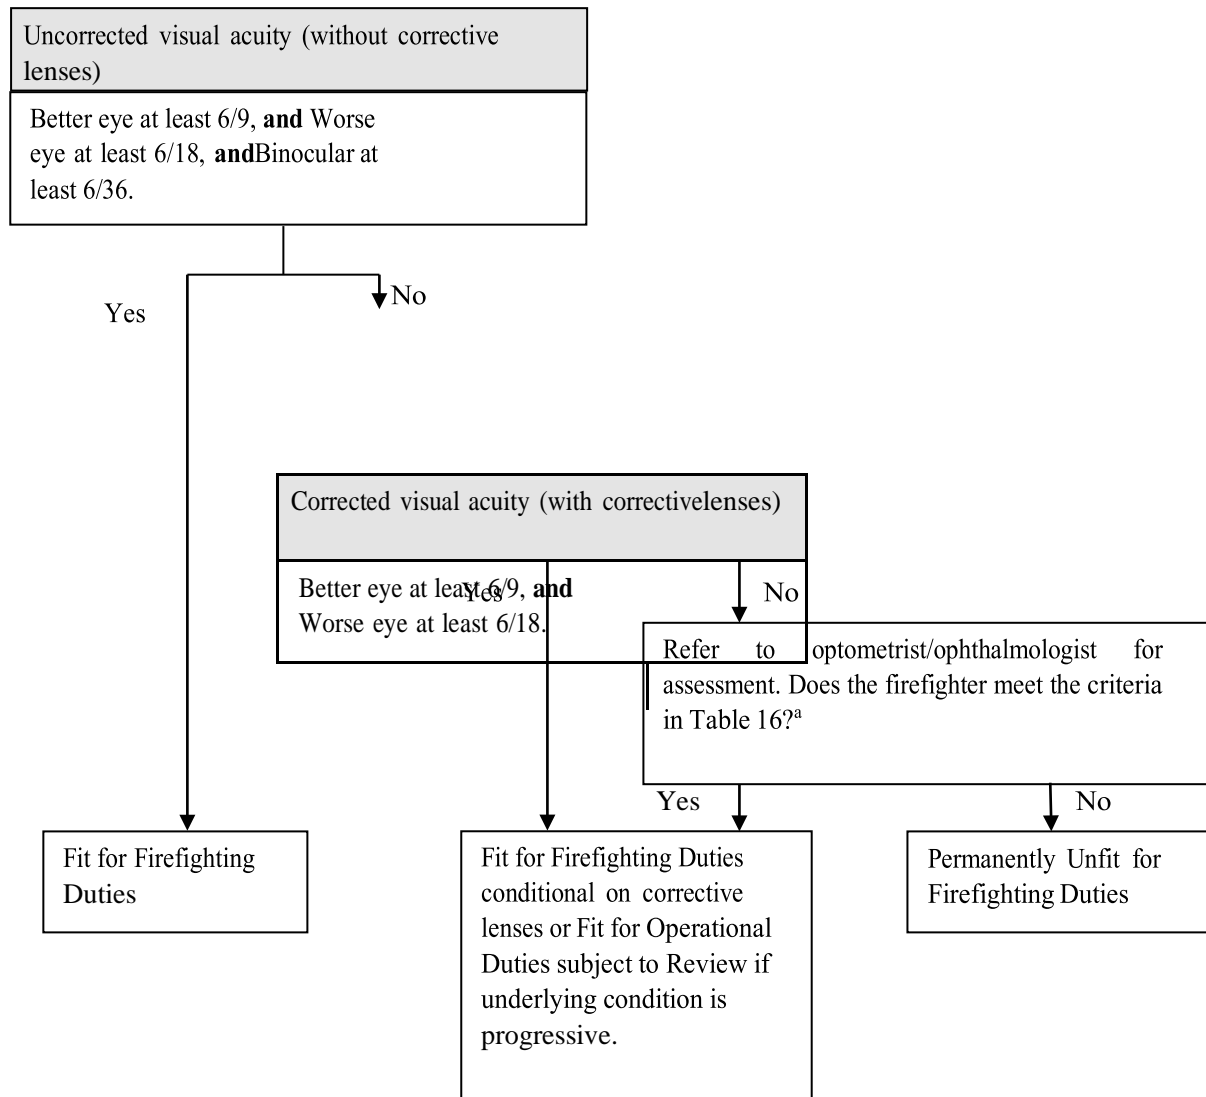 Uncorrected visual acuity (without corrective
lenses)
Better eye at least 6/9, and Worse
eye at least 6/18, andBinocular at
least 6/36.
Yes
No
Corrected visual acuity (with correctivelenses)
Better eye at least 6/9, and
Worse eye at least 6/18.
Yes
No
Refer to optometrist/ophthalmologist for
assessment. Does the firefighter meet the criteria
in Table 16?ᵃ
Yes
No
Fit for Firefighting
Duties
Fit for Firefighting Duties
conditional on corrective
lenses or Fit for Operational
Duties subject to Review if
underlying condition is
progressive.
Permanently Unfit for
Firefighting Duties